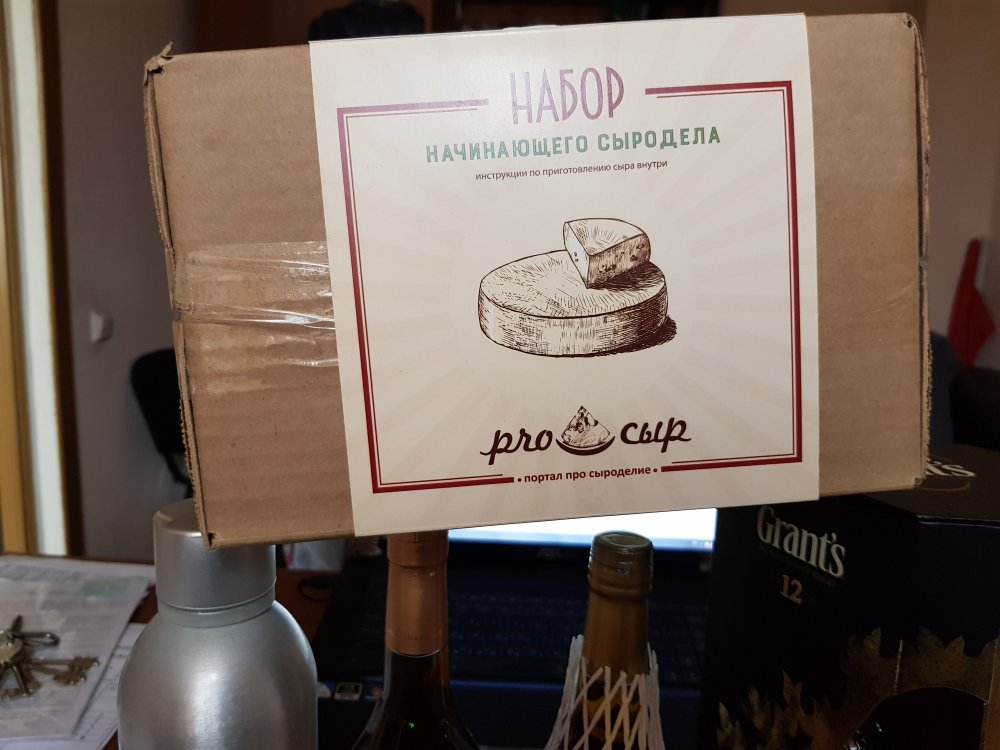 НАБОР
НАЧИНАЮЩЕГО СЫРОДЕЛА
инструкции по приготовлению сыра внутри
pro сыр
• портал про сыроделие •
Grant's
12